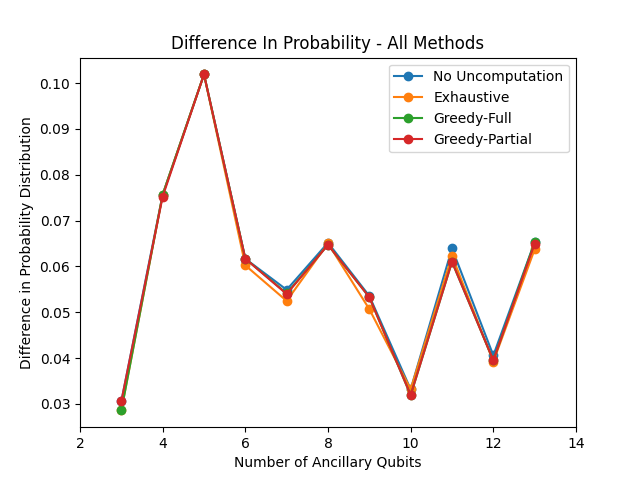 Difference In Probability - All Methods
Difference in Probability Distribution
0.10
0.09
0.08
0.07
0.06
0.05
0.04
0.03
No Uncomputation
Exhaustive
Greedy-Full
Greedy-Partial
2 4 6 8 10 12 14
Number of Ancillary Qubits